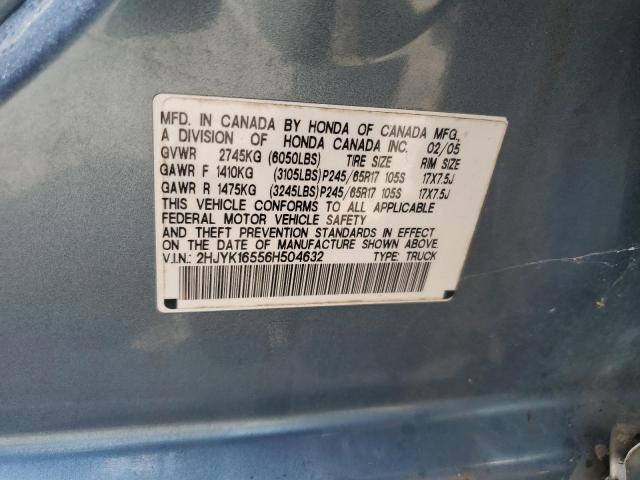 MFD. IN CANADA BY HONDA OF CANADA MFG.,
A DIVISION OF HONDA CANADA INC. 02/05
GVWR 2745KG (6050LBS) TIRE SIZE RIM SIZE
GAWR F 1410KG (3105LBS)P245/65R17 105S 17X7.5J
GAWR R 1475KG (3245LBS)P245/65R17 105S 17X7.5J
THIS VEHICLE CONFORMS TO ALL APPLICABLE
FEDERAL MOTOR VEHICLE SAFETY
AND THEFT PREVENTION STANDARDS IN EFFECT
ON THE DATE OF MANUFACTURE SHOWN ABOVE.
V.I.N.: 2HJYK16556H504632 TYPE: TRUCK